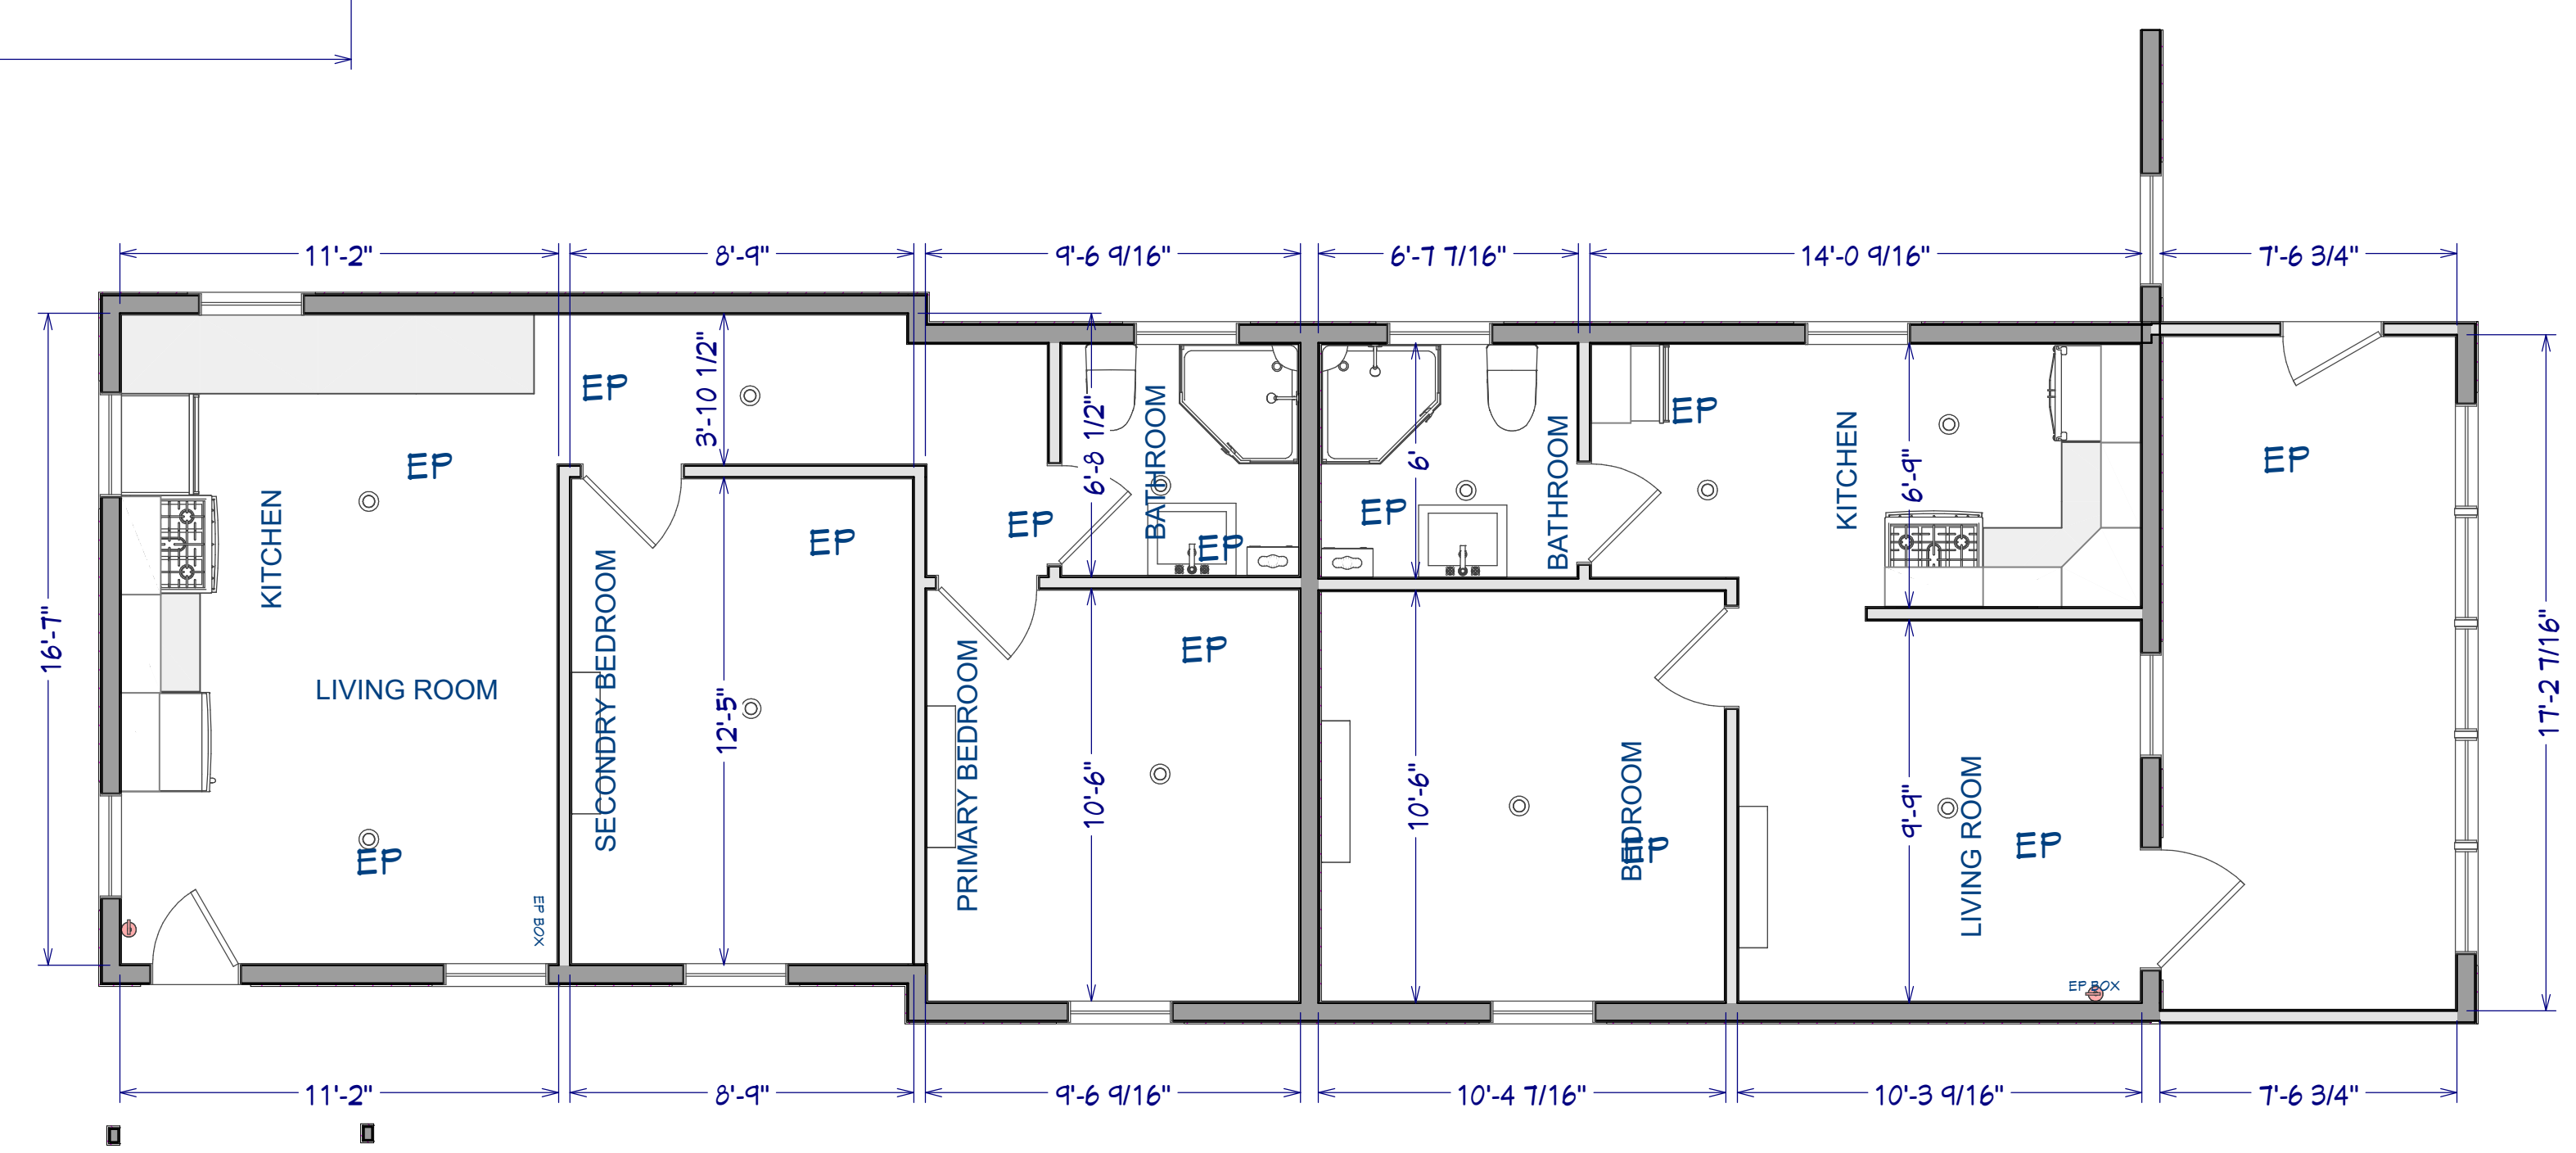 11'-2"
8'-9"
9'-6 9/16"
6'-7 7/16"
14'-0 9/16"
7'-6 3/4"
3'-10 1/2"
EP
EP
KITCHEN
LIVING ROOM
EP
EP BOX
16'-7"
SECONDRY BEDROOM
EP
12'-5"
EP
6'-8 1/2"
BATHROOM
EP
PRIMARY BEDROOM
EP
10'-6"
6'
EP
BATHROOM
EP
10'-6"
BEDROOM
EP
KITCHEN
6'-9"
9'-9"
LIVING ROOM
EP
EP BOX
EP
17'-2 7/16"
11'-2"
8'-9"
9'-6 9/16"
10'-4 7/16"
10'-3 9/16"
7'-6 3/4"